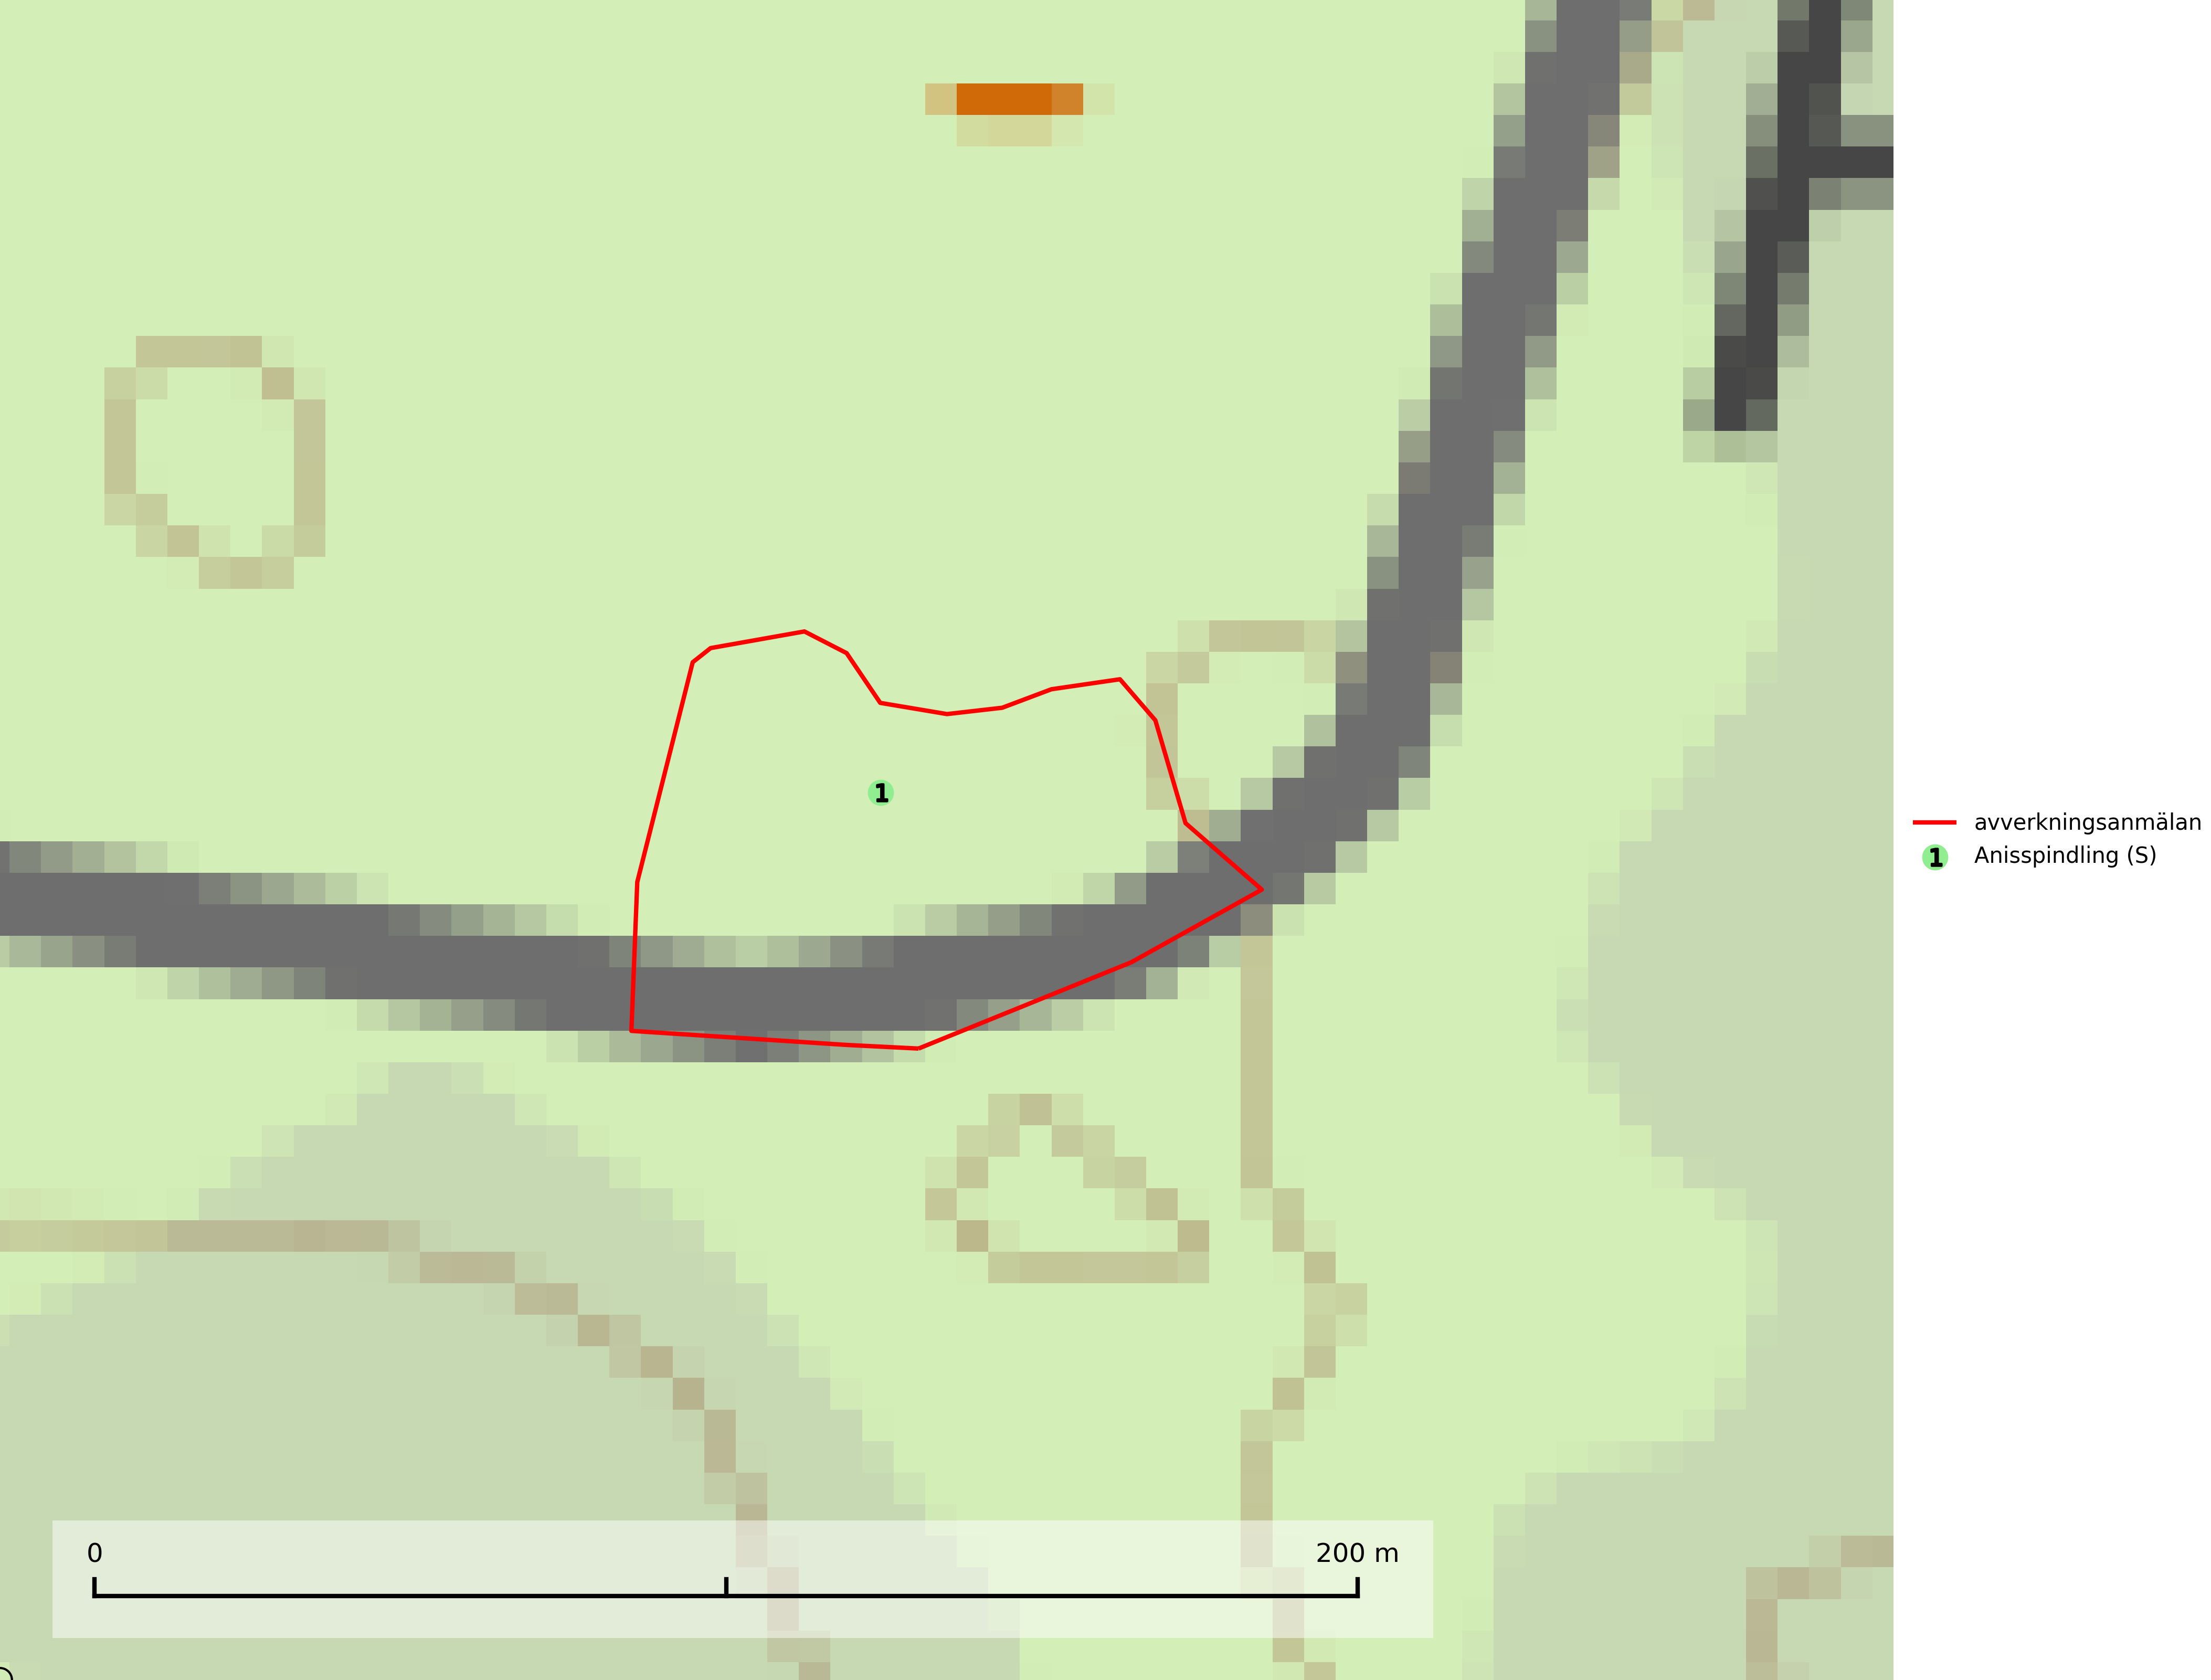 1
avverkningsanmälan
1 Anisspindling (S)
0 200 m